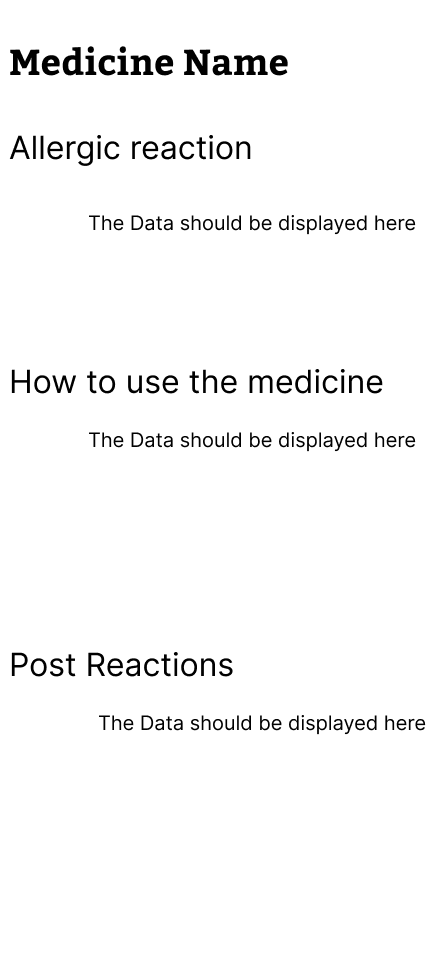 Medicine Name
Allergic reaction
The Data should be displayed here
How to use the medicine
The Data should be displayed here
Post Reactions
The Data should be displayed here